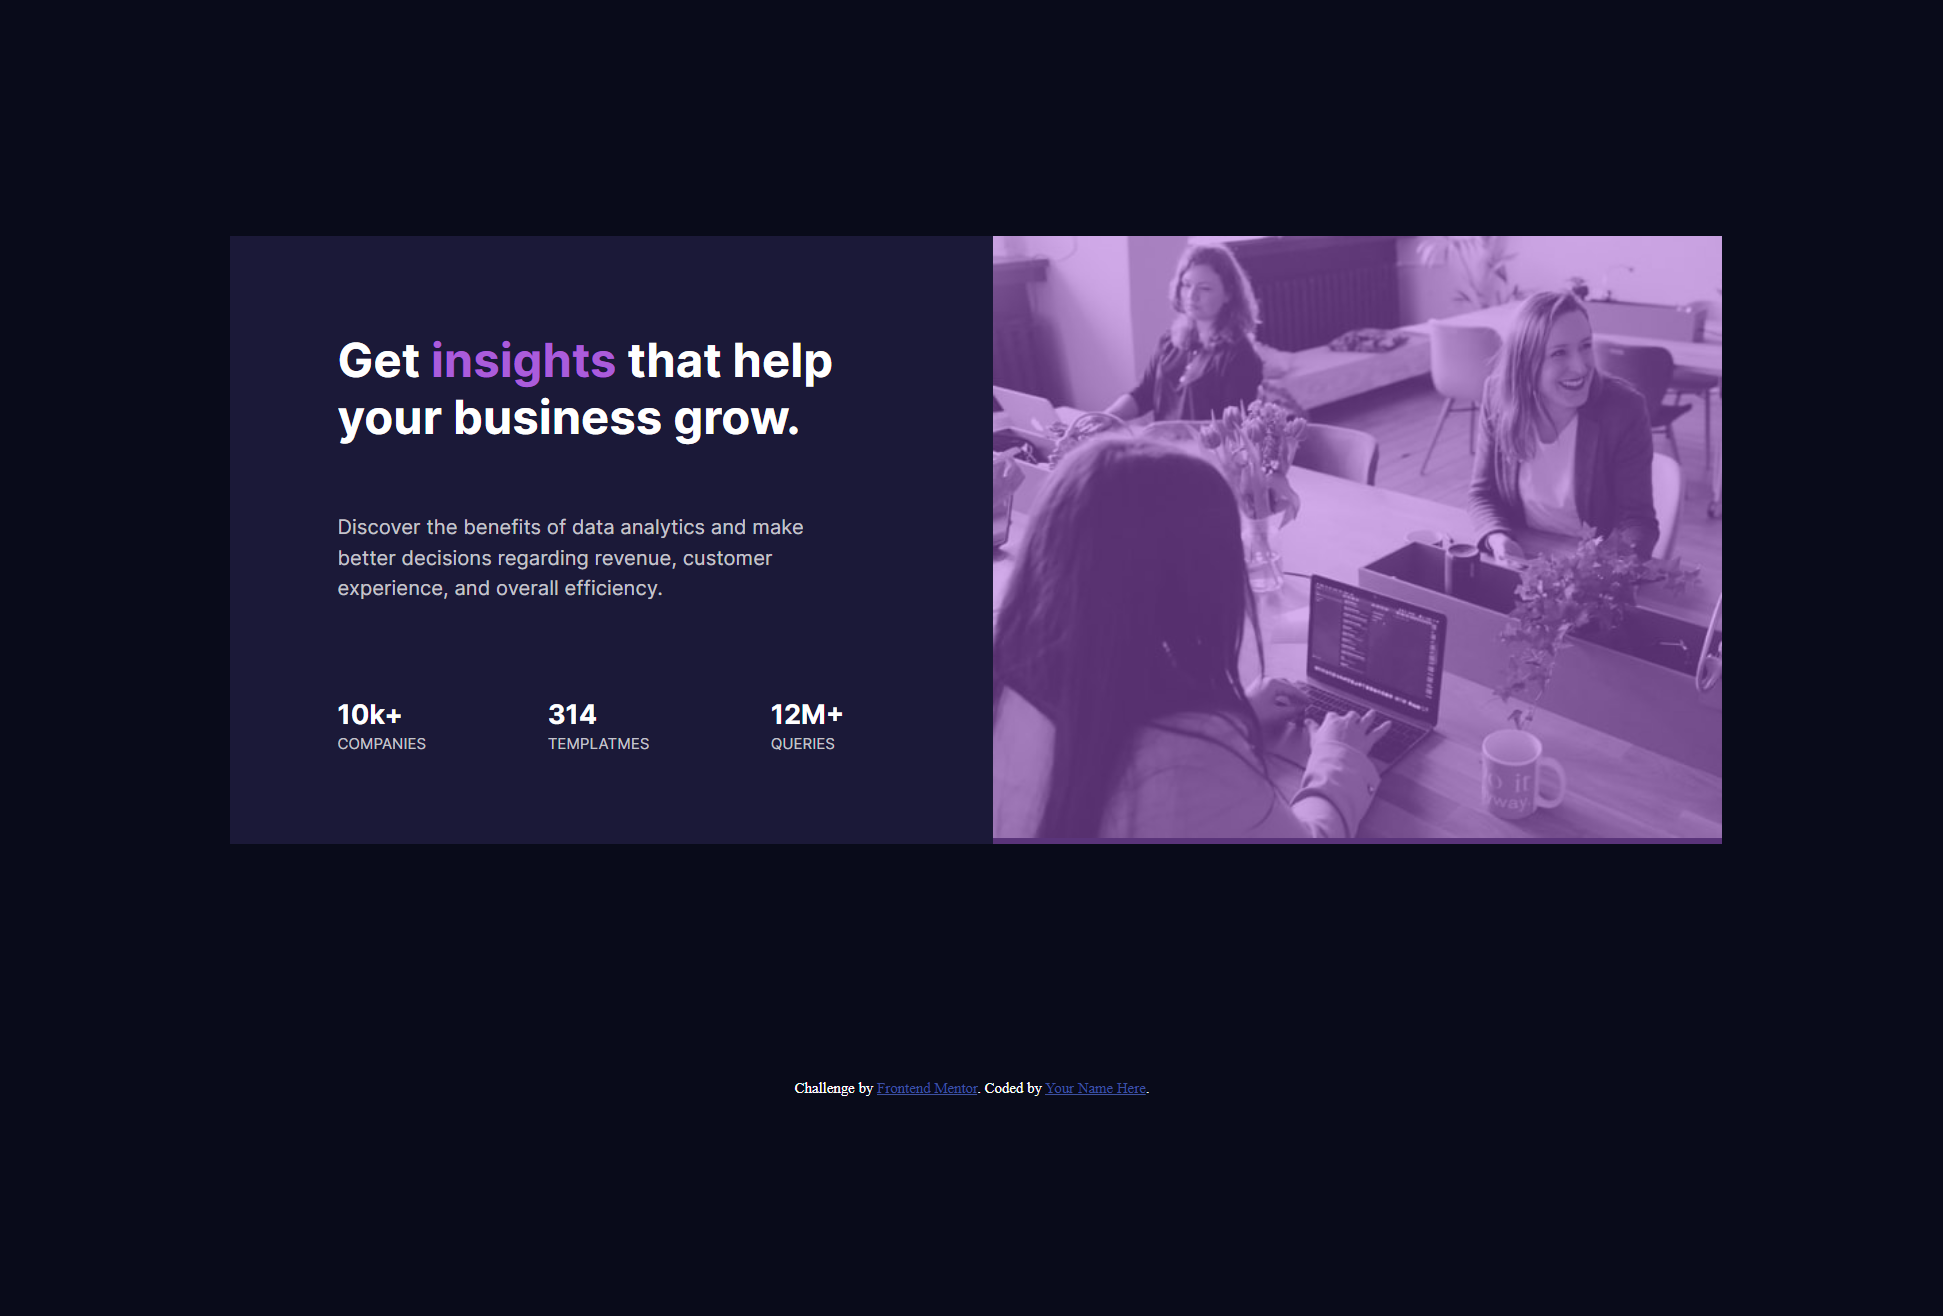 Get insights that help
your business grow.
Discover the benefits of data analytics and make
better decisions regarding revenue, customer
experience, and overall efficiency.
10k+ 314 12M+
COMPANIES TEMPLATMES QUERIES
Challenge by Frontend Mentor. Coded by Your Name Here.